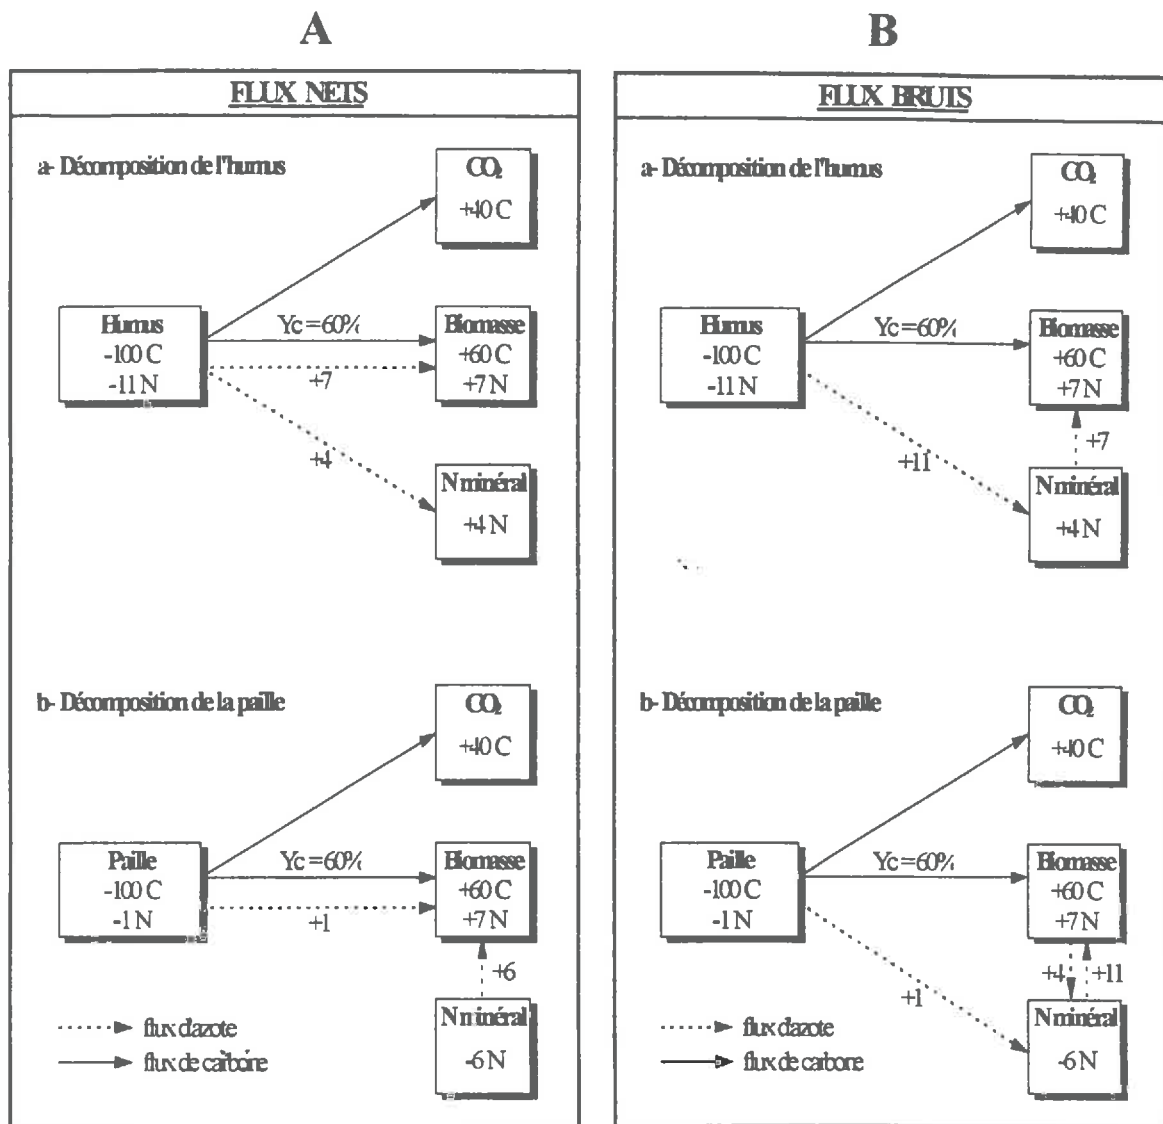 A
FLUX NETS
a- Décomposition de l'humus
CO₂
+40 C
Humus
-100 C
-11 N
Yc = 60%
+7
+4
Biomasse
+60 C
+7 N
N minéral
+4 N
b- Décomposition de la paille
CO₂
+40 C
Paille
-100 C
-1 N
Yc = 60%
+1
Biomasse
+60 C
+7 N
+6
N minéral
-6 N
flux d'azote
flux de carbone
B
FLUX BRUTS
a- Décomposition de l'humus
CO₂
+40 C
Humus
-100 C
-11 N
Yc = 60%
+11
Biomasse
+60 C
+7 N
+7
N minéral
+4 N
b- Décomposition de la paille
CO₂
+40 C
Paille
-100 C
-1 N
Yc = 60%
+1
Biomasse
+60 C
+7 N
+4
+11
N minéral
-6 N
flux d'azote
flux de carbone